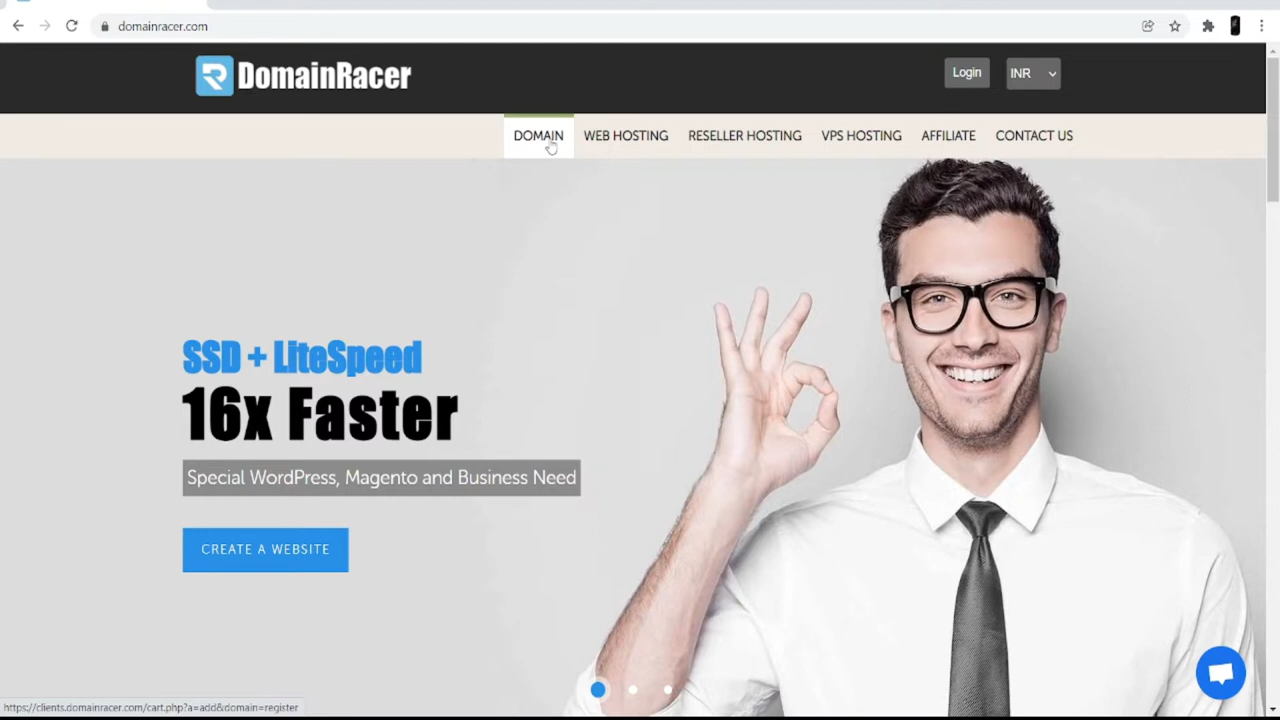 domainracer.com
DomainRacer
Login
INR
DOMAIN WEB HOSTING RESELLER HOSTING VPS HOSTING AFFILIATE CONTACT US
SSD + LiteSpeed
16x Faster
Special WordPress, Magento and Business Need
CREATE A WEBSITE
https://clients.domainracer.com/cart.php?a=add&domain=register